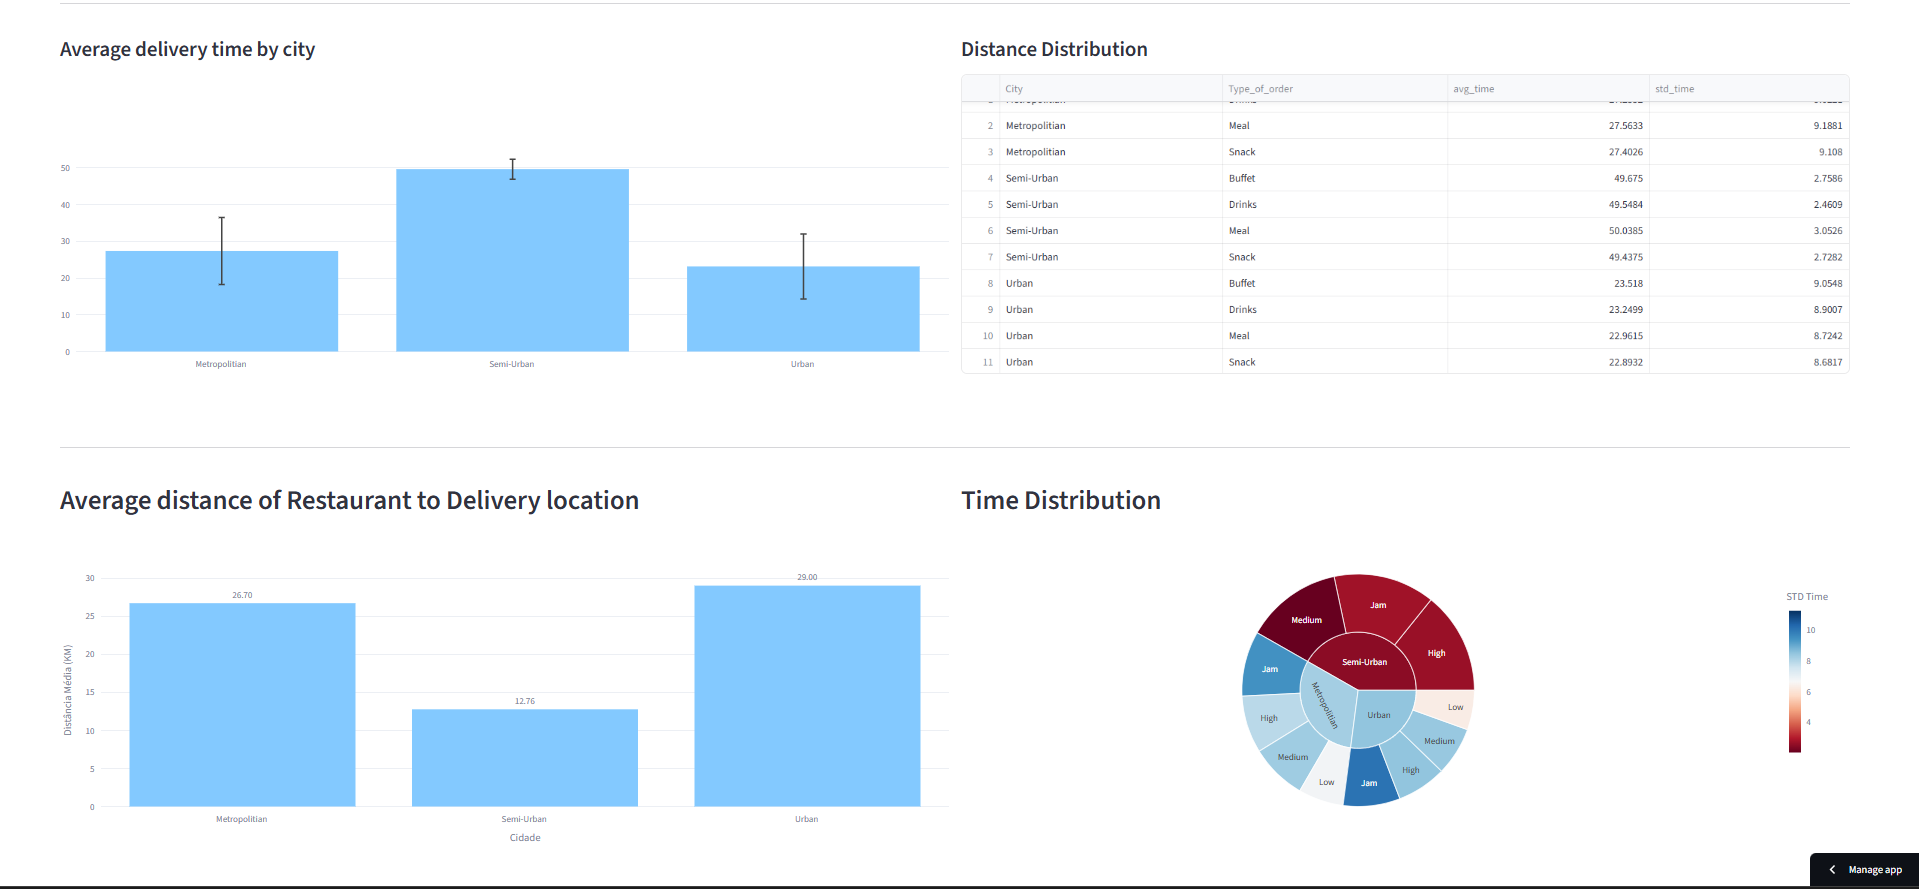 Average delivery time by city
50
40
30
20
10
0
Metropolitian
Semi-Urban
Urban
Distance Distribution
City Type_of_order avg_time std_time
2 Metropolitian Meal 27.5633 9.1881
3 Metropolitian Snack 27.4026 9.108
4 Semi-Urban Buffet 49.675 2.7586
5 Semi-Urban Drinks 49.5484 2.4609
6 Semi-Urban Meal 50.0385 3.0526
7 Semi-Urban Snack 49.4375 2.7282
8 Urban Buffet 23.518 9.0548
9 Urban Drinks 23.2499 8.9007
10 Urban Meal 22.9615 8.7242
11 Urban Snack 22.8932 8.6817
Average distance of Restaurant to Delivery location
Distância Média (KM)
30
25
20
15
10
5
0
26.70
12.76
29.00
Metropolitian
Semi-Urban
Urban
Cidade
Time Distribution
Medium
Jam
High
Semi-Urban
Jam
High
Medium
Low
Metropolitian
Urban
Low
Medium
High
Jam
STD Time
10
8
6
4
Manage app